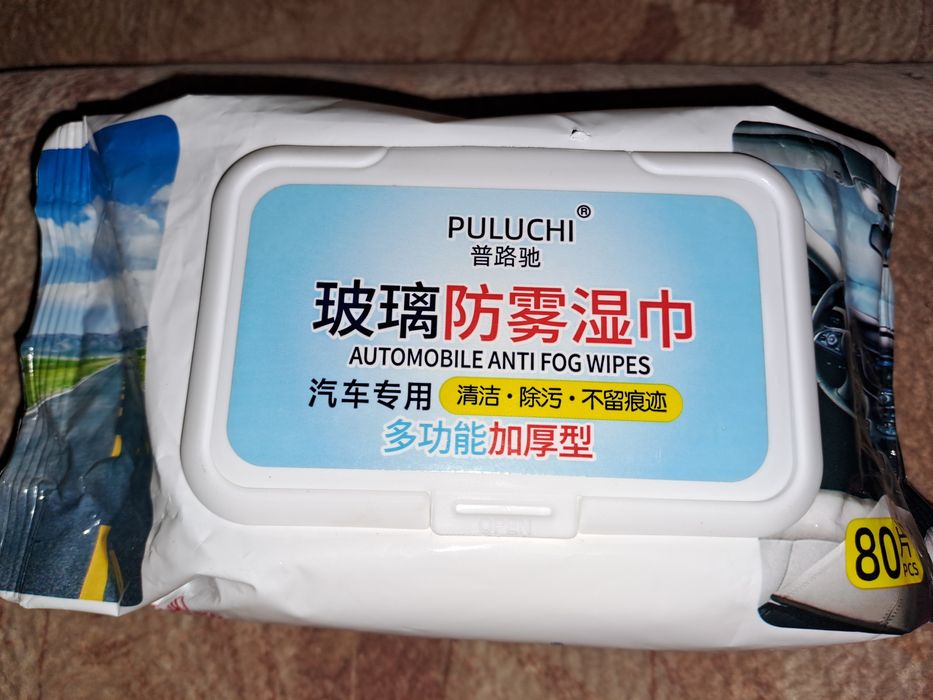 PULUCHI®
普路驰
玻璃防雾湿巾
AUTOMOBILE ANTI FOG WIPES
汽车专用 清洁·除污·不留痕迹
多功能加厚型
OPEN
80片
PCS